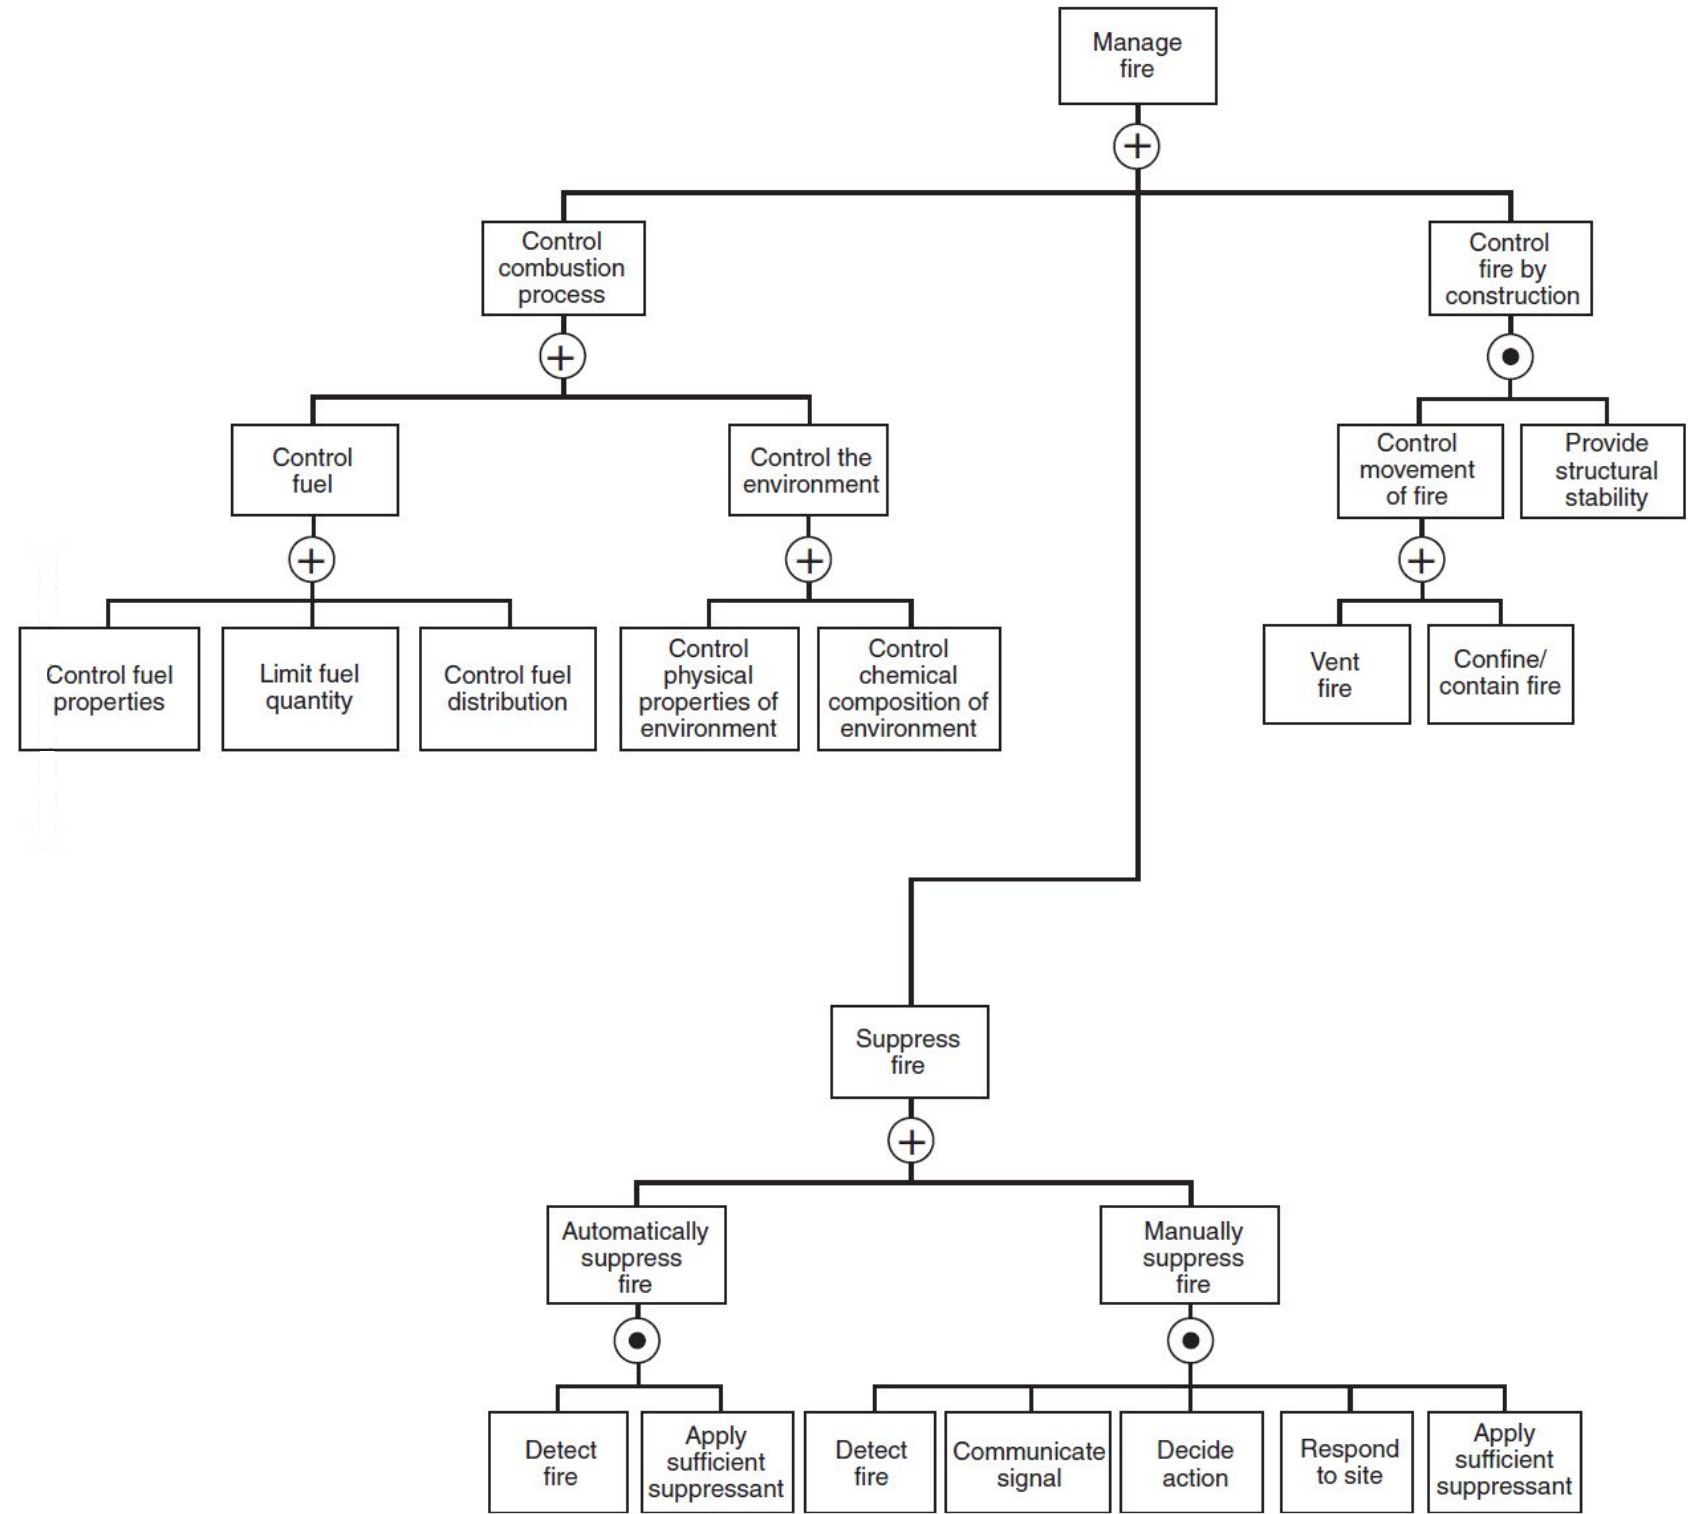 Manage
fire
+
Control
combustion
process
Control
fire by
construction
+
Control
fuel
Control the
environment
Control
movement
of fire
Provide
structural
stability
+
+
+
Control fuel
properties
Limit fuel
quantity
Control fuel
distribution
Control
physical
properties of
environment
Control
chemical
composition of
environment
Vent
fire
Confine/
contain fire
Suppress
fire
+
Automatically
suppress
fire
Manually
suppress
fire
Detect
fire
Apply
sufficient
suppressant
Detect
fire
Communicate
signal
Decide
action
Respond
to site
Apply
sufficient
suppressant